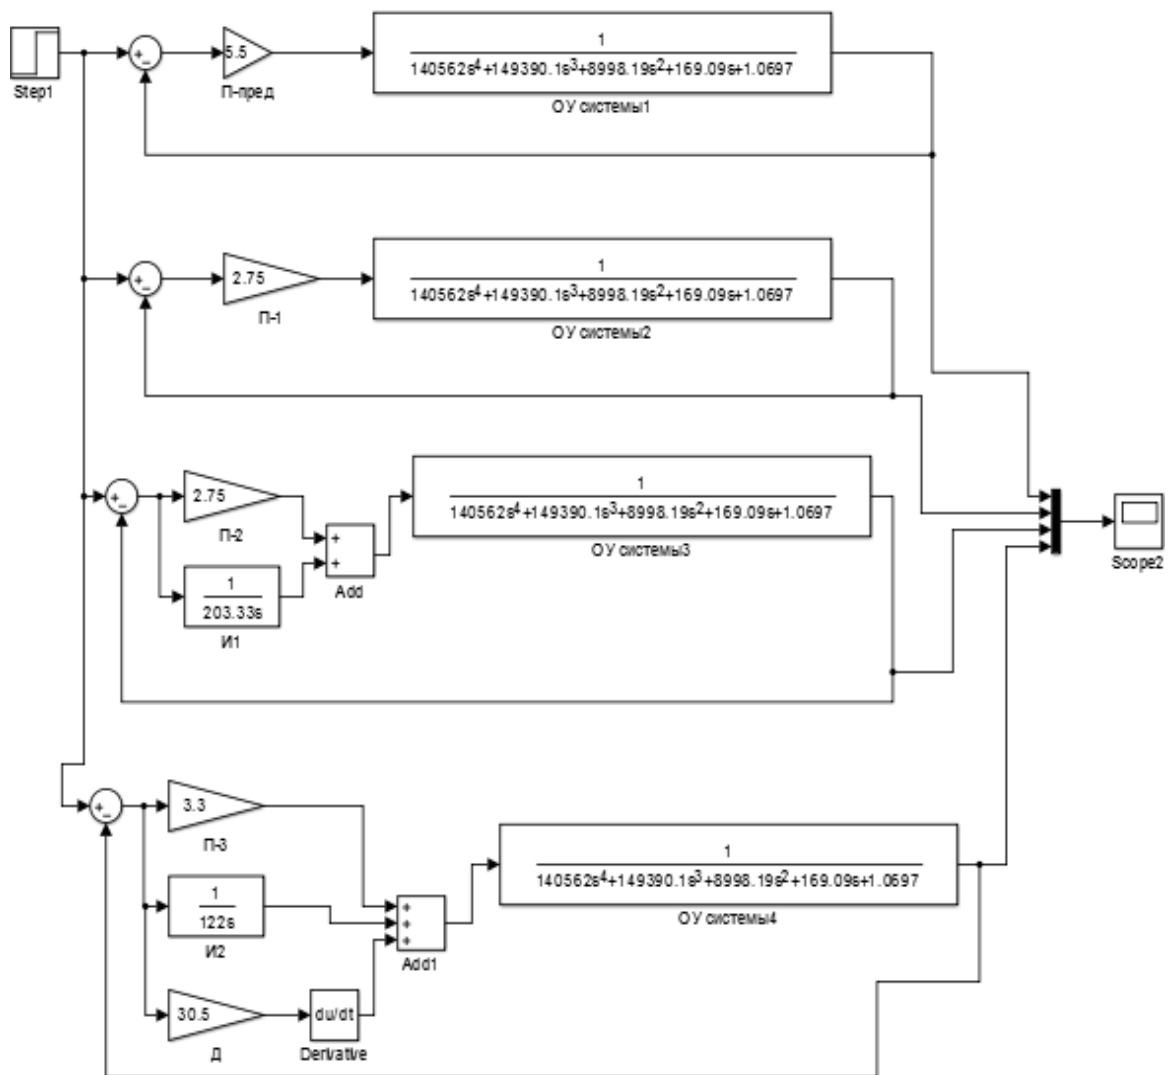 Step1
+
−
5.5
П-пред
1
140562s⁴+149390.1s³+8998.19s²+169.09s+1.0697
ОУ системы1
+
−
2.75
П-1
1
140562s⁴+149390.1s³+8998.19s²+169.09s+1.0697
ОУ системы2
+
−
2.75
П-2
1
203.33s
И1
+
+
Add
1
140562s⁴+149390.1s³+8998.19s²+169.09s+1.0697
ОУ системы3
Scope2
+
−
3.3
П-3
1
122s
И2
30.5
Д
du/dt
Derivative
+
+
+
Add1
1
140562s⁴+149390.1s³+8998.19s²+169.09s+1.0697
ОУ системы4